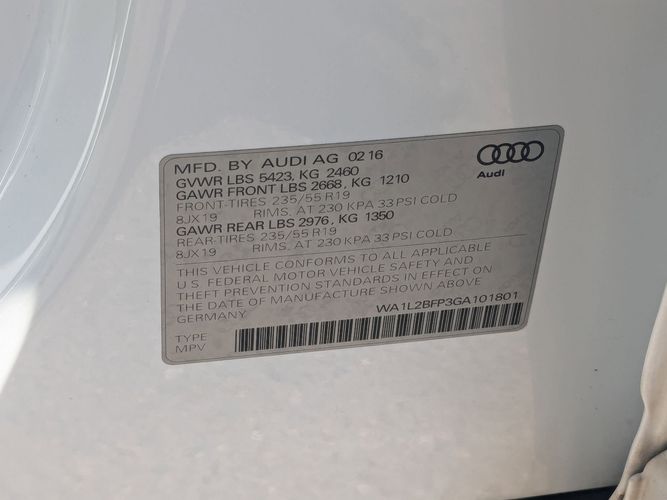 MFD. BY AUDI AG 02 16
GVWR LBS 5423, KG 2460
GAWR FRONT LBS 2668, KG 1210
FRONT-TIRES 235/55 R19
8JX19 RIMS. AT 230 KPA 33 PSI COLD
GAWR REAR LBS 2976, KG 1350
REAR-TIRES 235/55 R19
8JX19 RIMS. AT 230 KPA 33 PSI COLD
Audi
THIS VEHICLE CONFORMS TO ALL APPLICABLE
U.S. FEDERAL MOTOR VEHICLE SAFETY AND
THEFT PREVENTION STANDARDS IN EFFECT ON
THE DATE OF MANUFACTURE SHOWN ABOVE
GERMANY WA1L2BFP3GA101801
TYPE
MPV